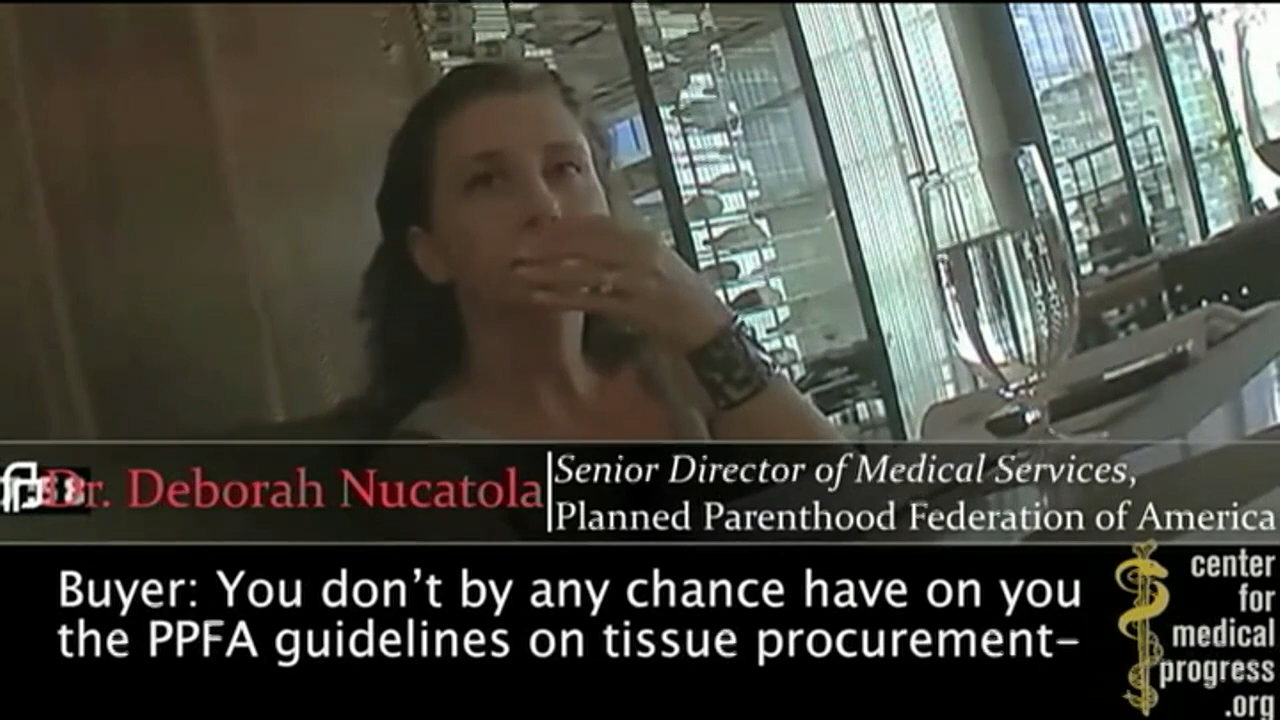 Dr. Deborah Nucatola
Senior Director of Medical Services,
Planned Parenthood Federation of America
Buyer: You don't by any chance have on you
the PPFA guidelines on tissue procurement–
center
for
medical
progress
.org